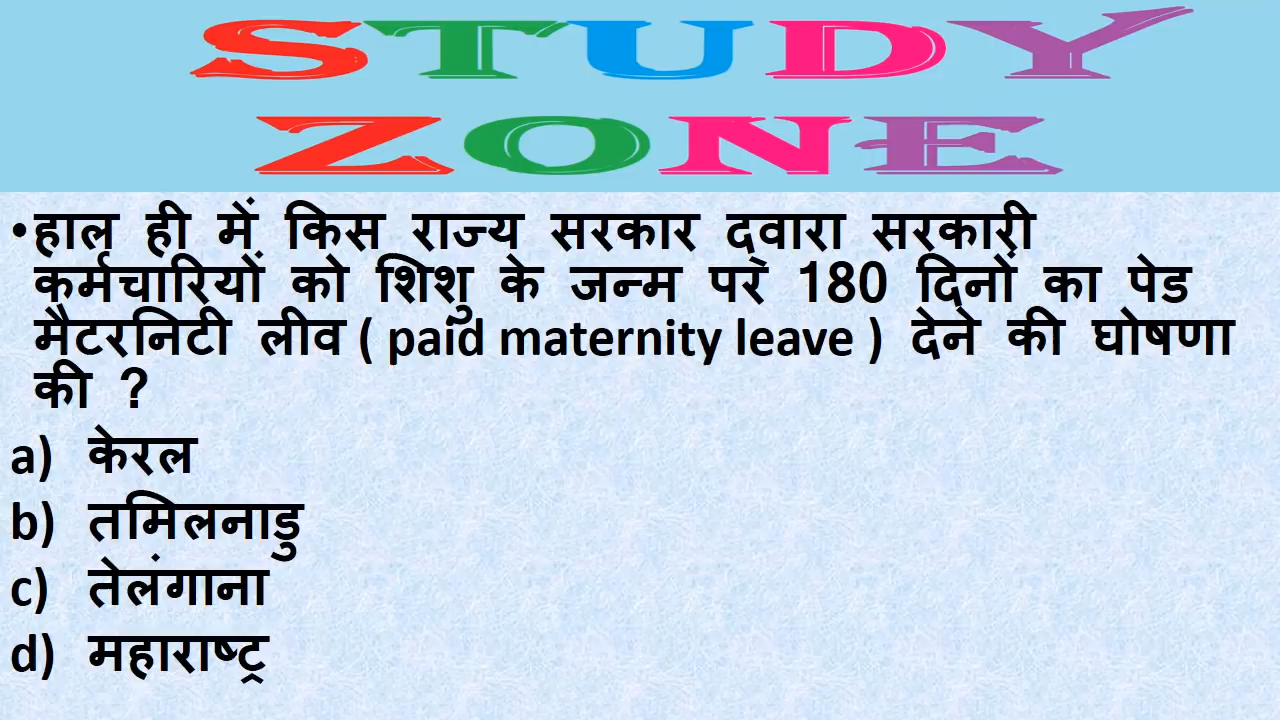 STUDY
ZONE
•हाल ही में किस राज्य सरकार द्वारा सरकारी
कर्मचारियों को शिशु के जन्म पर 180 दिनों का पेड
मैटरनिटी लीव ( paid maternity leave ) देने की घोषणा
की ?
a) केरल
b) तमिलनाडु
c) तेलंगाना
d) महाराष्ट्र